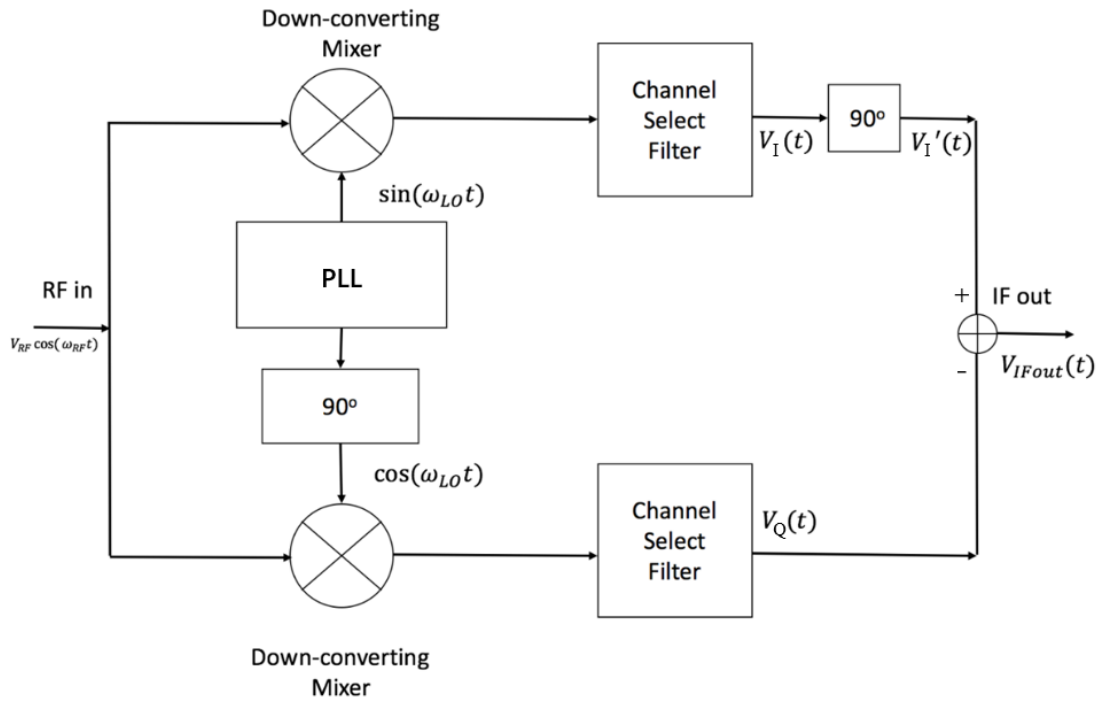 Down-converting
Mixer
Channel
Select
Filter
V_I(t)
90°
V_I'(t)
sin(ω_LO t)
PLL
RF in
V_RF cos(ω_RF t)
+
IF out
-
V_IFout(t)
90°
cos(ω_LO t)
Channel
Select
Filter
V_Q(t)
Down-converting
Mixer